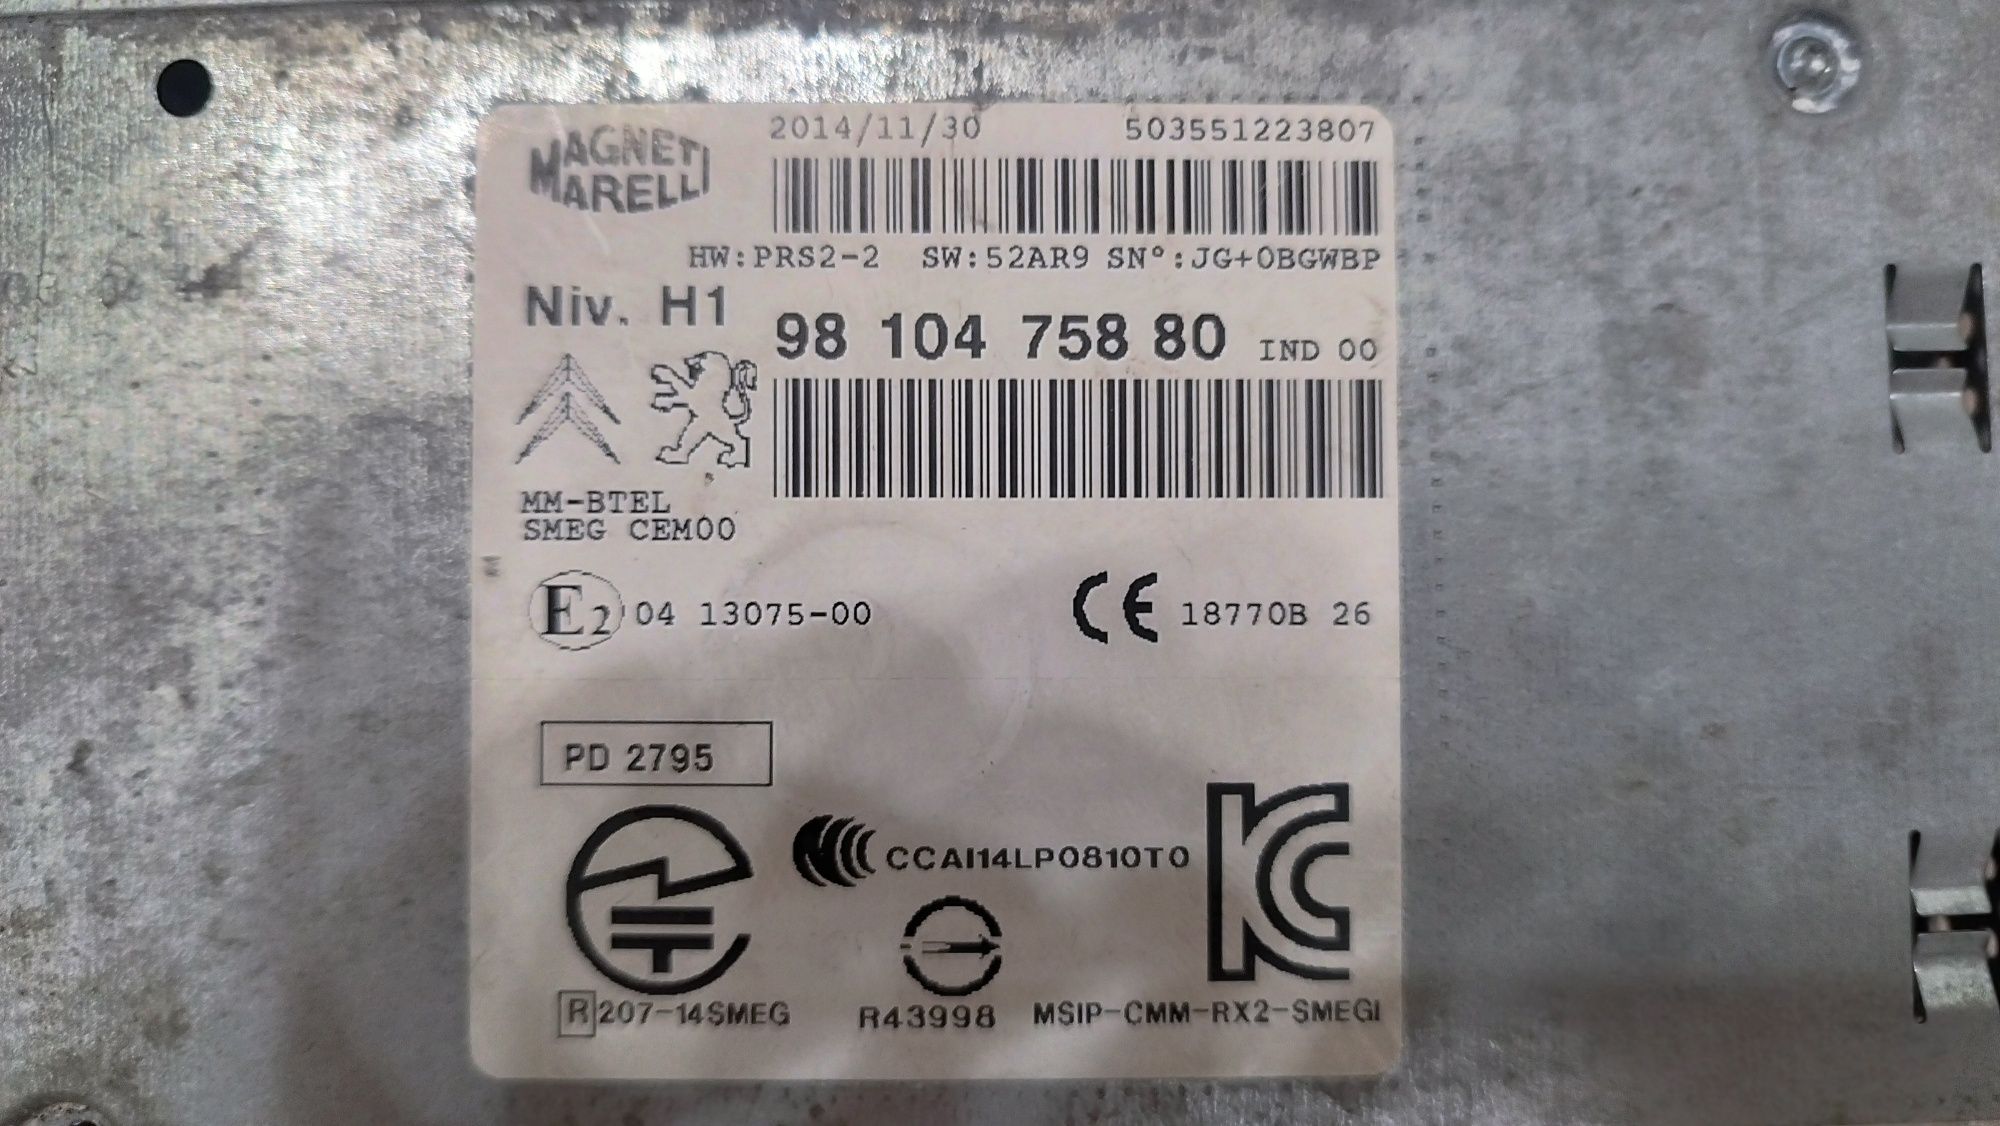 MAGNETI
MARELLI
2014/11/30 503551223807
HW:PRS2-2 SW:52AR9 SN°:JG+0BGWBP
Niv. H1
98 104 758 80 IND 00
MM-BTEL
SMEG CEM00
E2 04 13075-00
CE 18770B 26
PD 2795
CCAI14LP0810T0
KC
R 207-14SMEG
R43998
MSIP-CMM-RX2-SMEGI